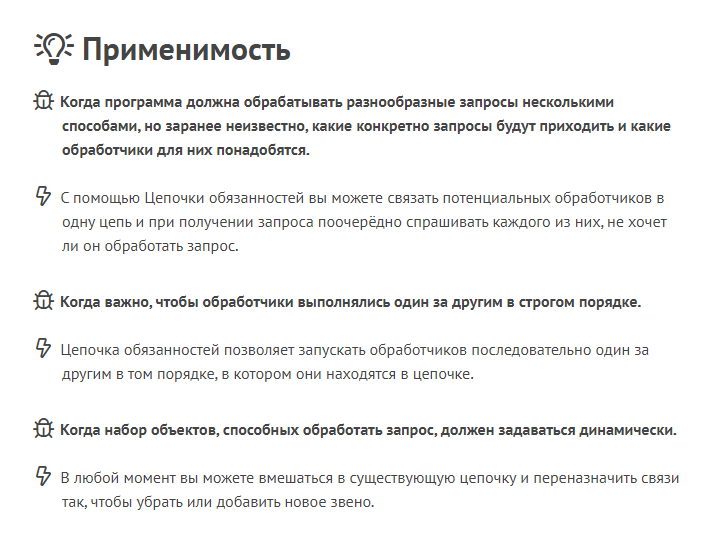 Применимость
Когда программа должна обрабатывать разнообразные запросы несколькими
способами, но заранее неизвестно, какие конкретно запросы будут приходить и какие
обработчики для них понадобятся.
С помощью Цепочки обязанностей вы можете связать потенциальных обработчиков в
одну цепь и при получении запроса поочерёдно спрашивать каждого из них, не хочет
ли он обработать запрос.
Когда важно, чтобы обработчики выполнялись один за другим в строгом порядке.
Цепочка обязанностей позволяет запускать обработчиков последовательно один за
другим в том порядке, в котором они находятся в цепочке.
Когда набор объектов, способных обработать запрос, должен задаваться динамически.
В любой момент вы можете вмешаться в существующую цепочку и переназначить связи
так, чтобы убрать или добавить новое звено.